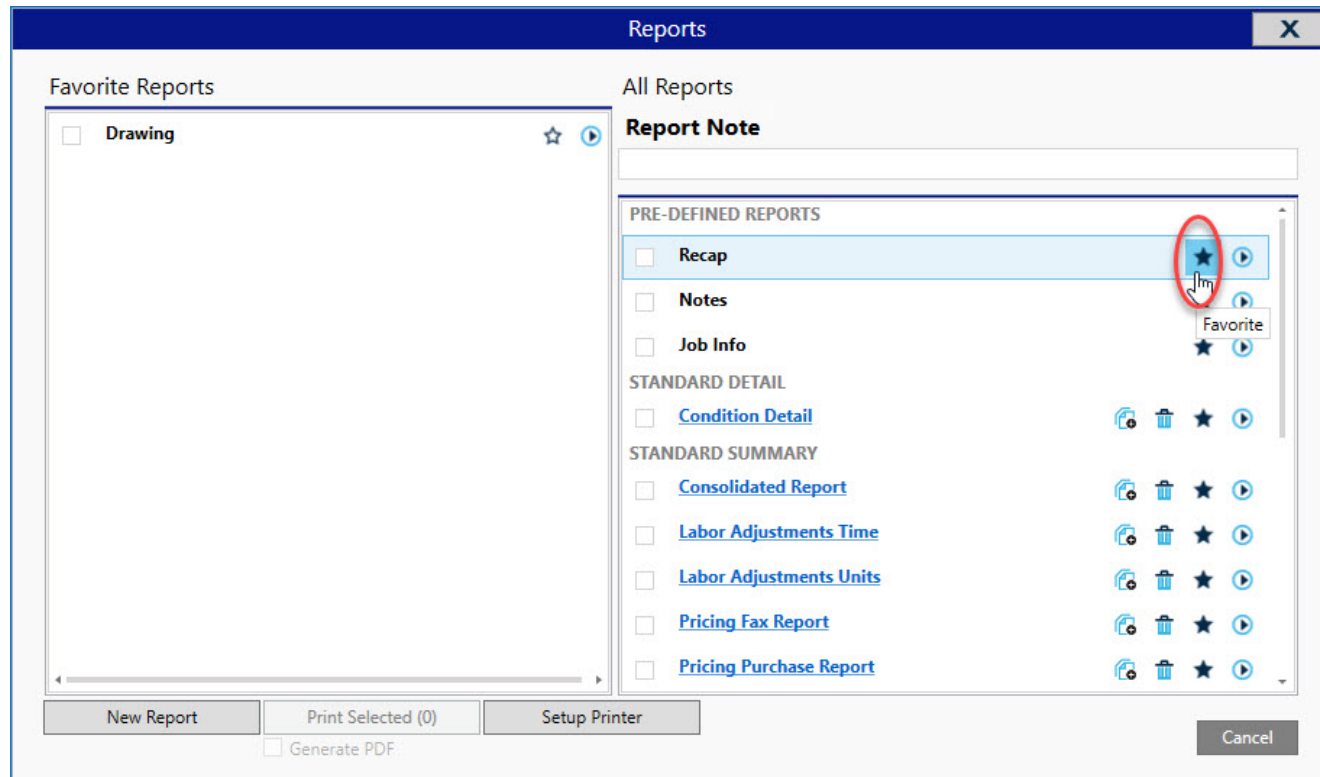 Reports
X
Favorite Reports
Drawing
All Reports
Report Note
PRE-DEFINED REPORTS
Recap
Notes
Favorite
Job Info
STANDARD DETAIL
Condition Detail
STANDARD SUMMARY
Consolidated Report
Labor Adjustments Time
Labor Adjustments Units
Pricing Fax Report
Pricing Purchase Report
New Report
Print Selected (0)
Setup Printer
Generate PDF
Cancel